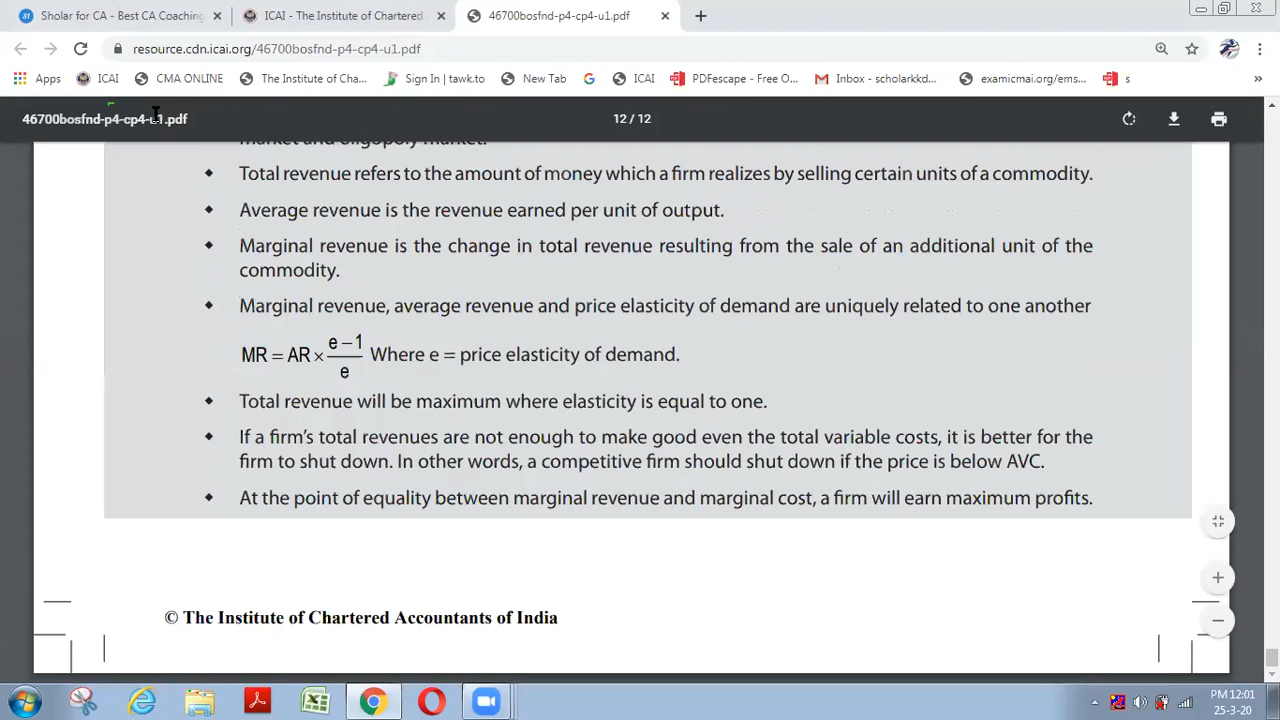 Sholar for CA - Best CA Coaching
ICAI - The Institute of Chartered
46700bosfnd-p4-cp4-u1.pdf
resource.cdn.icai.org/46700bosfnd-p4-cp4-u1.pdf
Apps ICAI CMA ONLINE The Institute of Cha... Sign In | tawk.to New Tab ICAI PDFescape - Free O... Inbox - scholarkkd... examicmai.org/ems... s »
46700bosfnd-p4-cp4-u1.pdf 12 / 12
market and oligopoly market.
Total revenue refers to the amount of money which a firm realizes by selling certain units of a commodity.
Average revenue is the revenue earned per unit of output.
Marginal revenue is the change in total revenue resulting from the sale of an additional unit of the
commodity.
Marginal revenue, average revenue and price elasticity of demand are uniquely related to one another
MR = AR × (e – 1)/e Where e = price elasticity of demand.
Total revenue will be maximum where elasticity is equal to one.
If a firm's total revenues are not enough to make good even the total variable costs, it is better for the
firm to shut down. In other words, a competitive firm should shut down if the price is below AVC.
At the point of equality between marginal revenue and marginal cost, a firm will earn maximum profits.
© The Institute of Chartered Accountants of India
PM 12:01
25-3-20